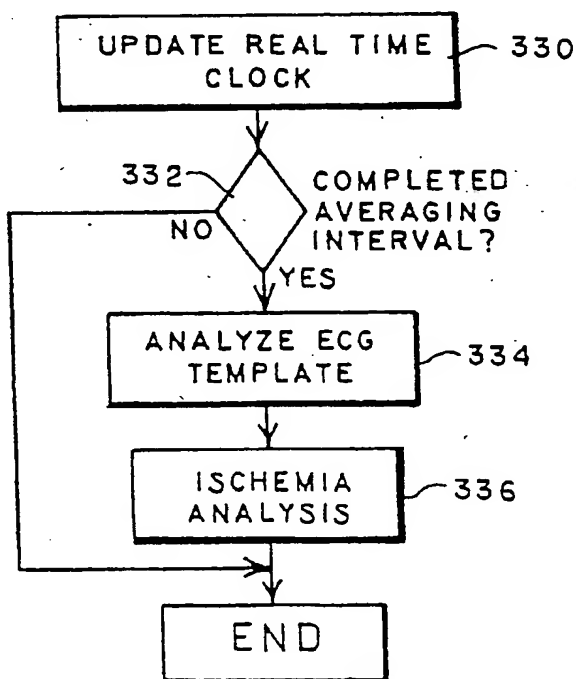 UPDATE REAL TIME
CLOCK
330
332
COMPLETED
AVERAGING
INTERVAL?
NO
YES
ANALYZE ECG
TEMPLATE
334
ISCHEMIA
ANALYSIS
336
END